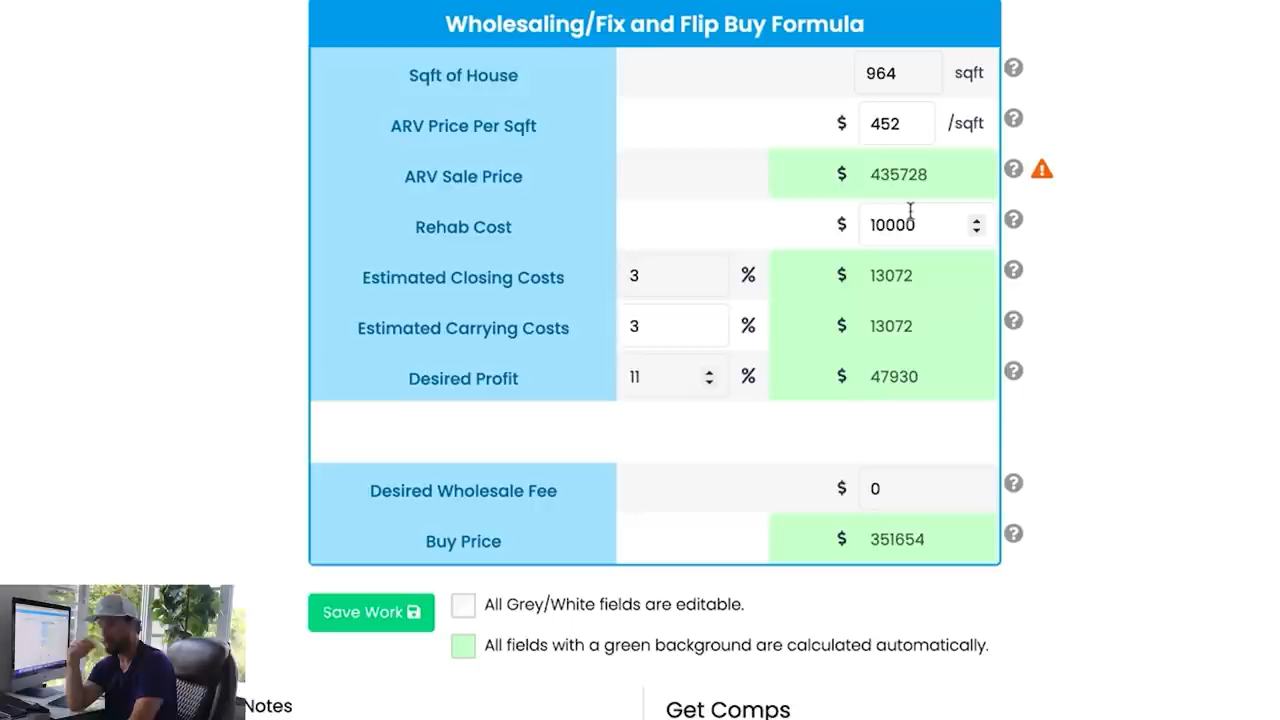 Wholesaling/Fix and Flip Buy Formula
Sqft of House 964 sqft ?
ARV Price Per Sqft $ 452 /sqft ?
ARV Sale Price $ 435728 ?
Rehab Cost $ 10000 ?
Estimated Closing Costs 3 % $ 13072 ?
Estimated Carrying Costs 3 % $ 13072 ?
Desired Profit 11 % $ 47930 ?
Desired Wholesale Fee $ 0 ?
Buy Price $ 351654 ?
Save Work All Grey/White fields are editable.
All fields with a green background are calculated automatically.
Notes Get Comps